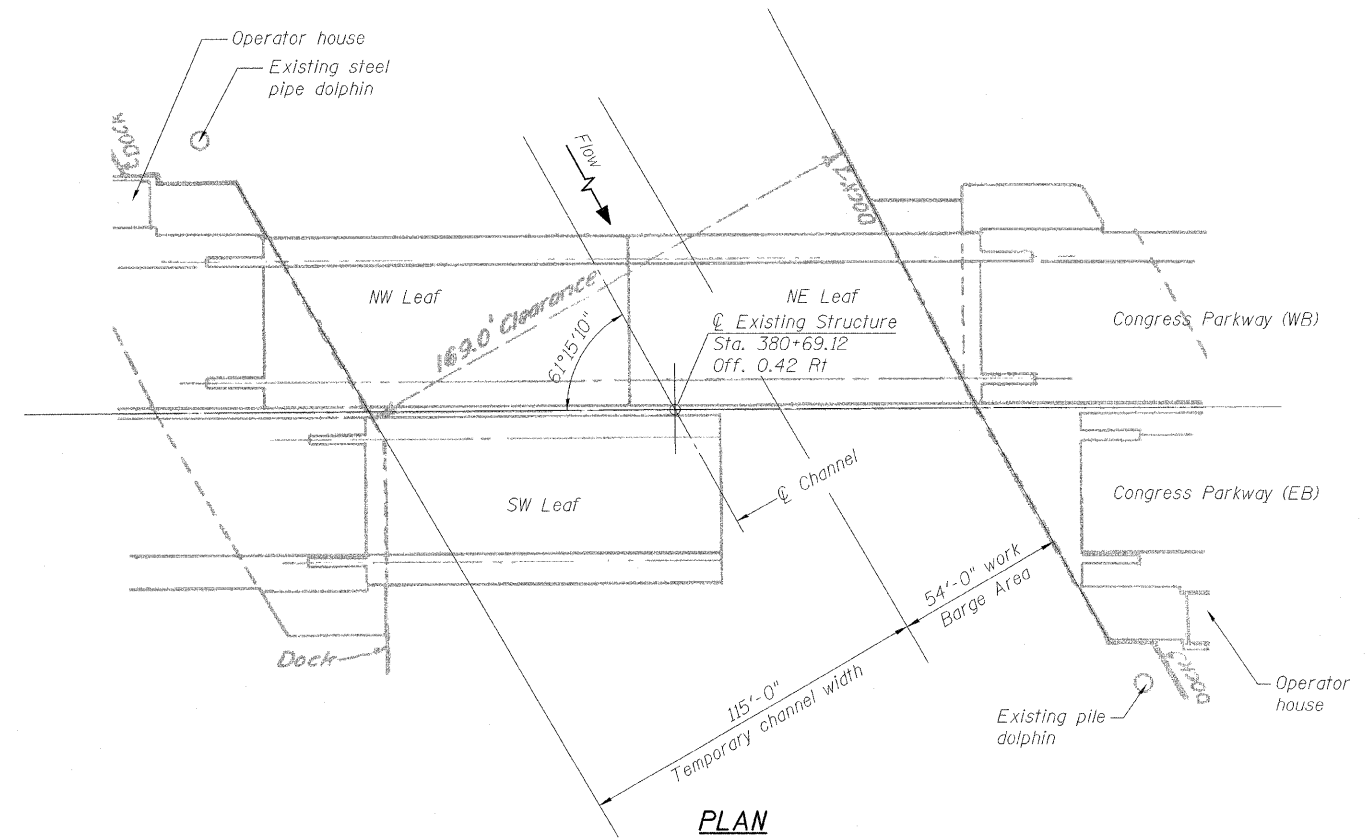 Operator house
Existing steel
pipe dolphin
Dock
Flow
Dock
NW Leaf
NE Leaf
169.0' Clearance
61°15'10"
℄ Existing Structure
Sta. 380+69.12
Off. 0.42 Rt
Congress Parkway (WB)
℄ Channel
SW Leaf
Congress Parkway (EB)
54'-0" work
Barge Area
Dock
115'-0"
Temporary channel width
Dock
Existing pile
dolphin
Operator
house
PLAN